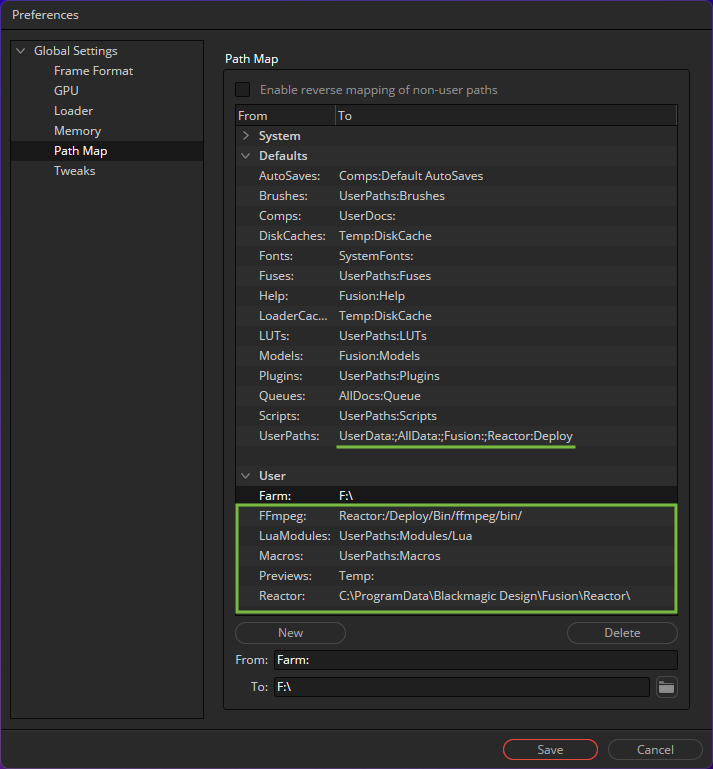 Preferences
Global Settings
Frame Format
GPU
Loader
Memory
Path Map
Tweaks
Path Map
Enable reverse mapping of non-user paths
From To
System
Defaults
AutoSaves: Comps:Default AutoSaves
Brushes: UserPaths:Brushes
Comps: UserDocs:
DiskCaches: Temp:DiskCache
Fonts: SystemFonts:
Fuses: UserPaths:Fuses
Help: Fusion:Help
LoaderCac... Temp:DiskCache
LUTs: UserPaths:LUTs
Models: Fusion:Models
Plugins: UserPaths:Plugins
Queues: AllDocs:Queue
Scripts: UserPaths:Scripts
UserPaths: UserData:;AllData:;Fusion:;Reactor:Deploy
User
Farm: F:\
FFmpeg: Reactor:/Deploy/Bin/ffmpeg/bin/
LuaModules: UserPaths:Modules/Lua
Macros: UserPaths:Macros
Previews: Temp:
Reactor: C:\ProgramData\Blackmagic Design\Fusion\Reactor\
New Delete
From: Farm:
To: F:\
Save Cancel